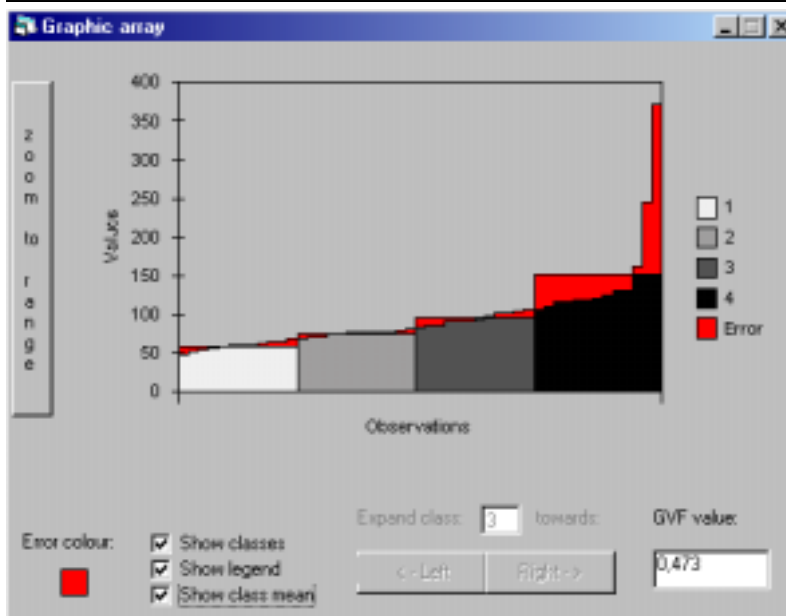 Graphic array
zoom to range
400
350
300
250
200
150
100
50
0
Values
Observations
1
2
3
4
Error
Error colour:
Show classes
Show legend
Show class mean
Expand class: 3 towards:
<- Left
Right ->
GVF value:
0,473